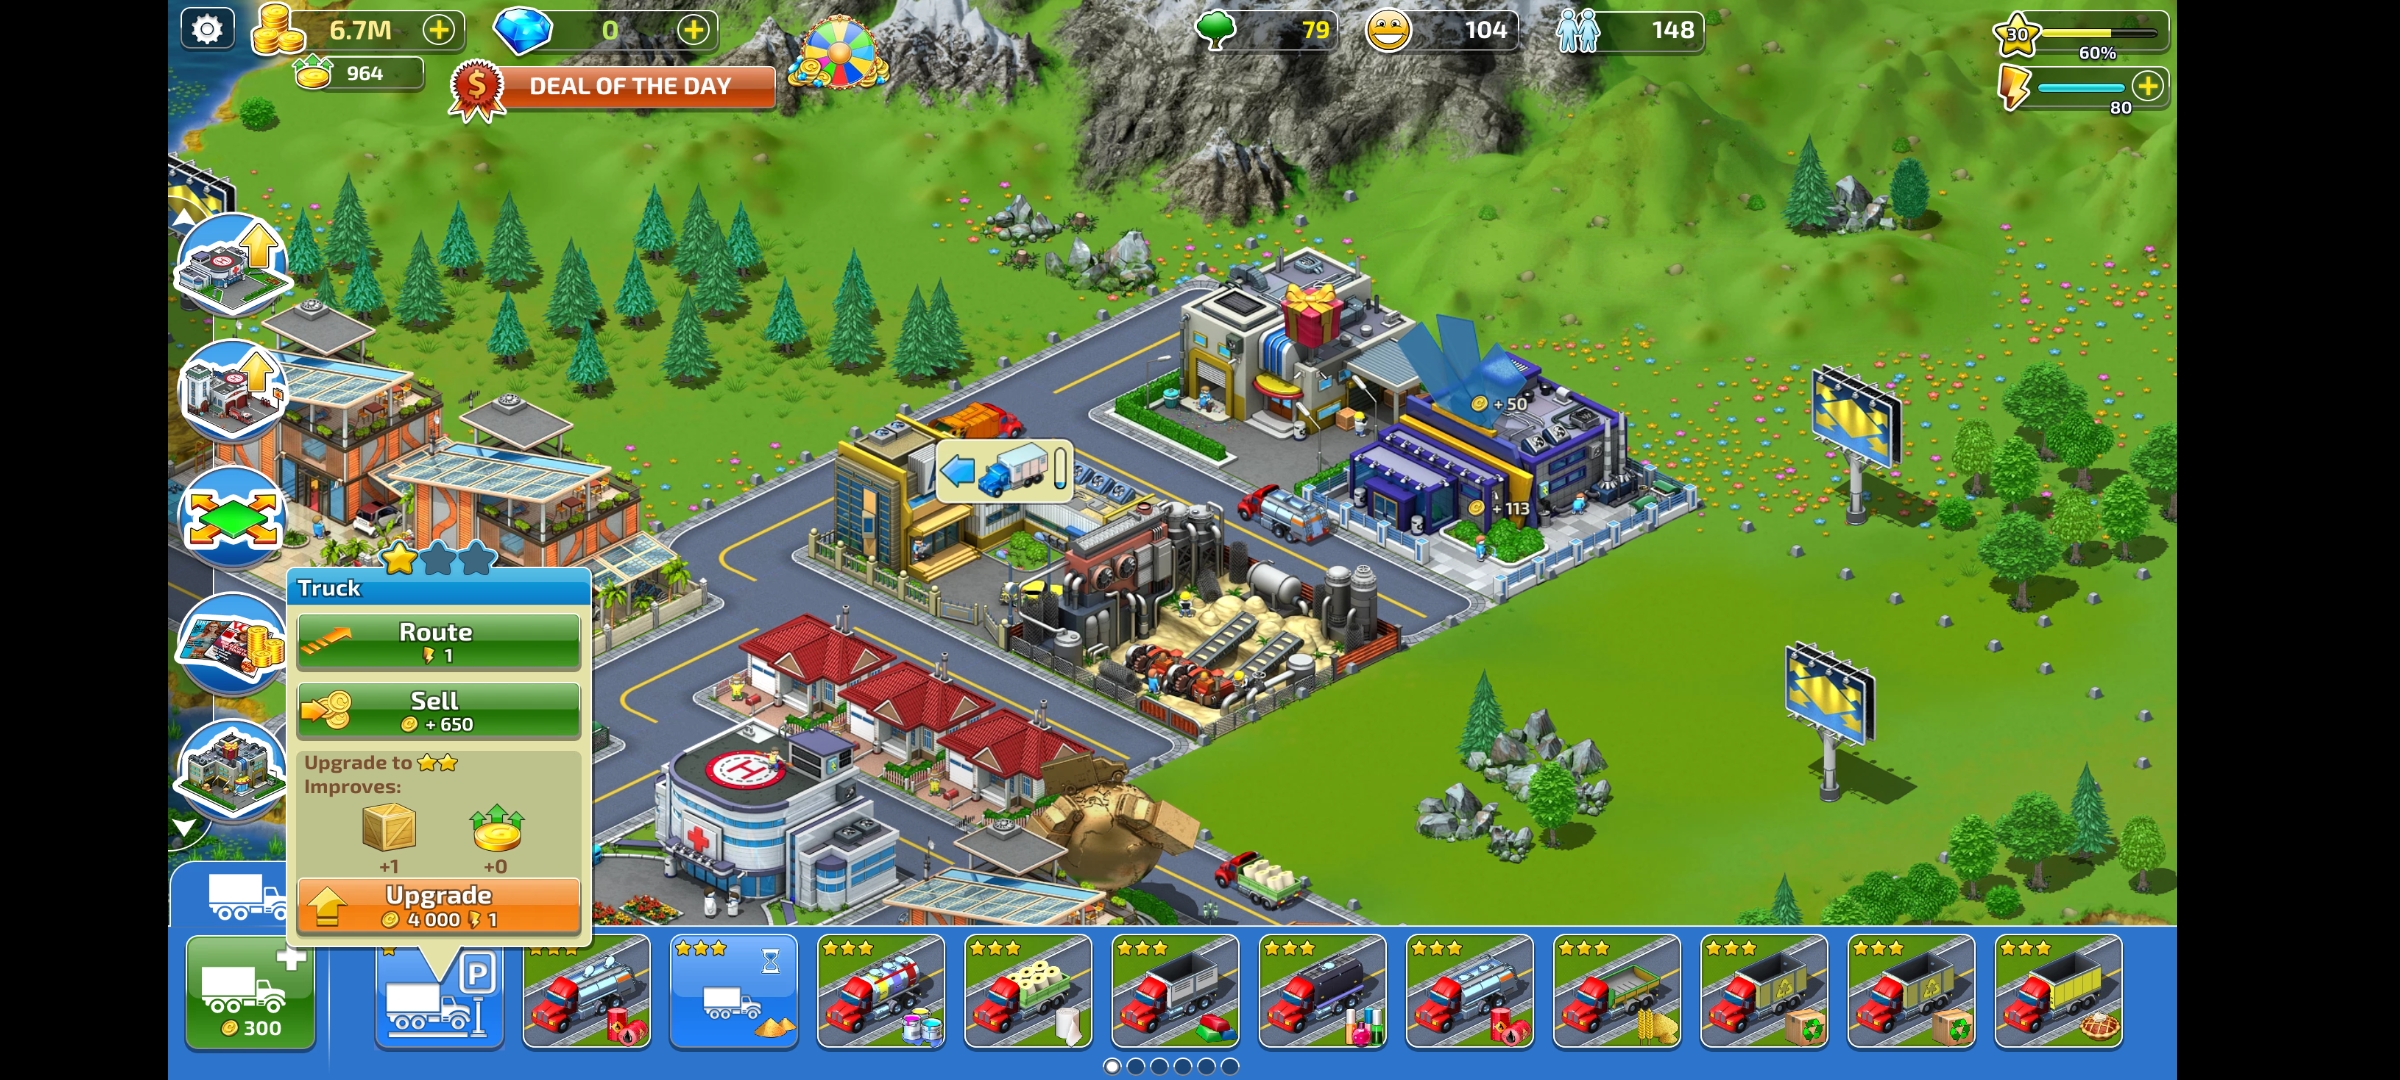 6.7M
0
79
104
148
30
60%
964
DEAL OF THE DAY
80
+ 50
+ 113
Truck
Route
1
Sell
+ 650
Upgrade to
Improves:
+1
+0
Upgrade
4 000 1
300
P
H